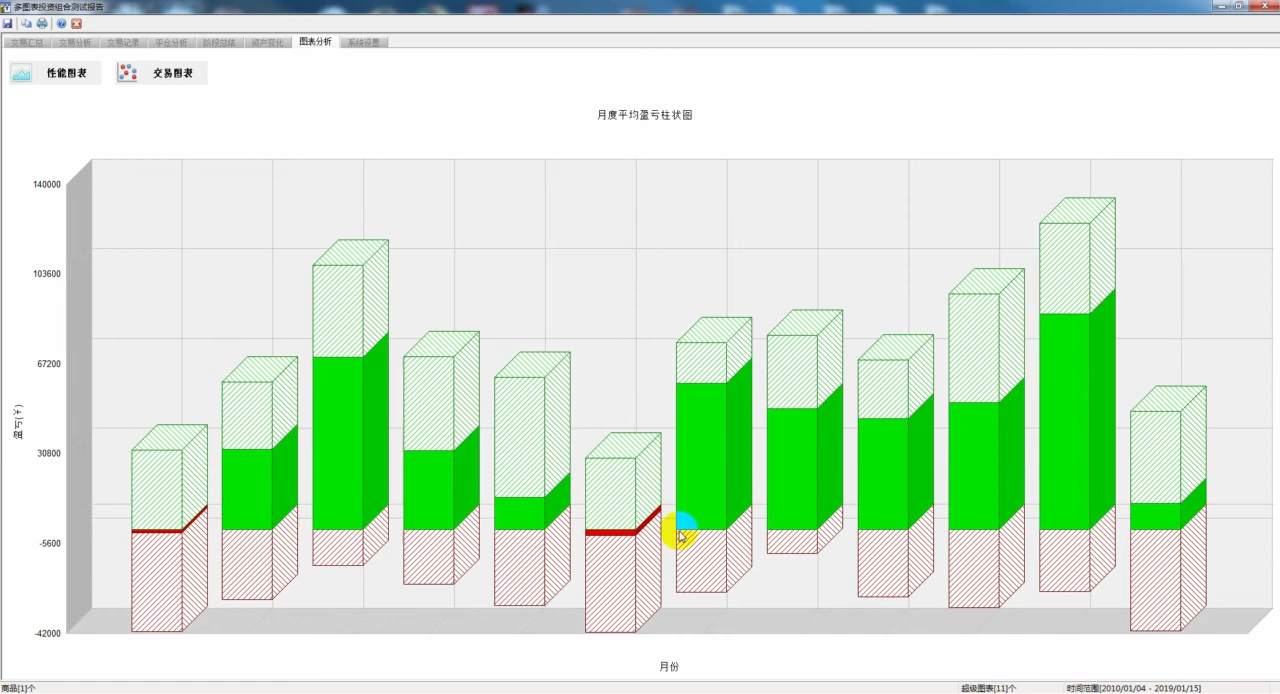 多图表投资组合测试报告
交易汇总 交易分析 交易记录 平仓分析 阶段总结 资产变化 图表分析 系统设置
性能图表 交易图表
月度平均盈亏柱状图
140000
103600
67200
30800
-5600
-42000
盈亏(￥)
月份
商品[1]个 超级图表[11]个 时间范围[2010/01/04 - 2019/01/15]